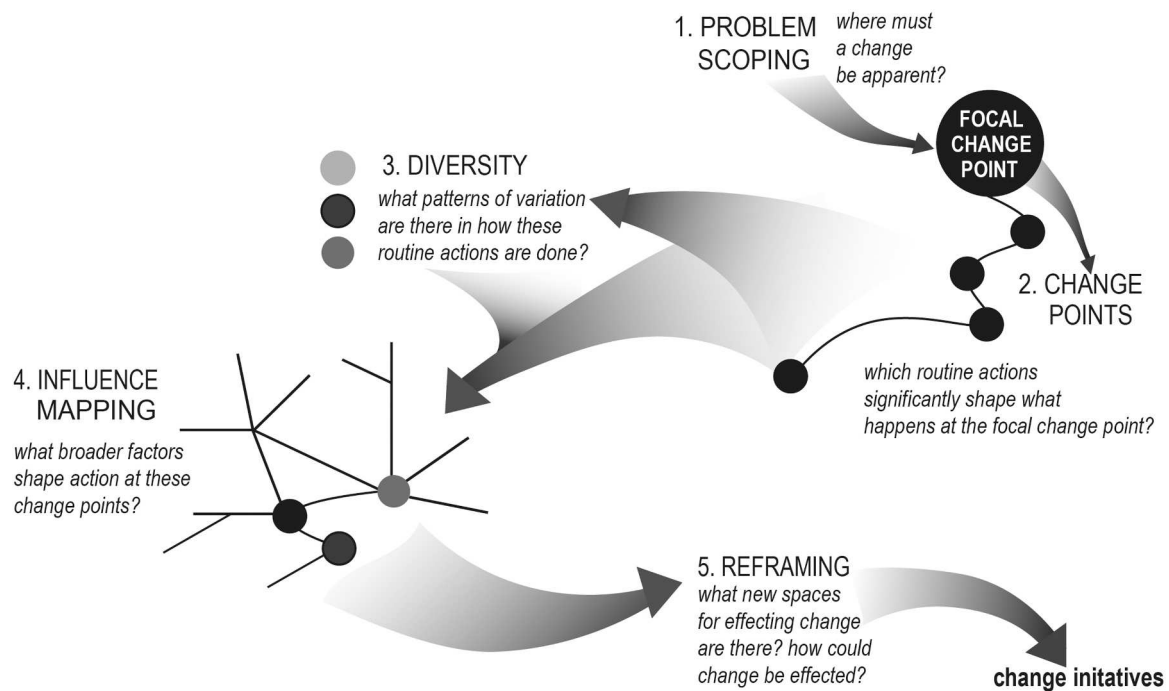 1. PROBLEM
SCOPING
where must
a change
be apparent?
FOCAL
CHANGE
POINT
2. CHANGE
POINTS
which routine actions
significantly shape what
happens at the focal change point?
3. DIVERSITY
what patterns of variation
are there in how these
routine actions are done?
4. INFLUENCE
MAPPING
what broader factors
shape action at these
change points?
5. REFRAMING
what new spaces
for effecting change
are there? how could
change be effected?
change initatives